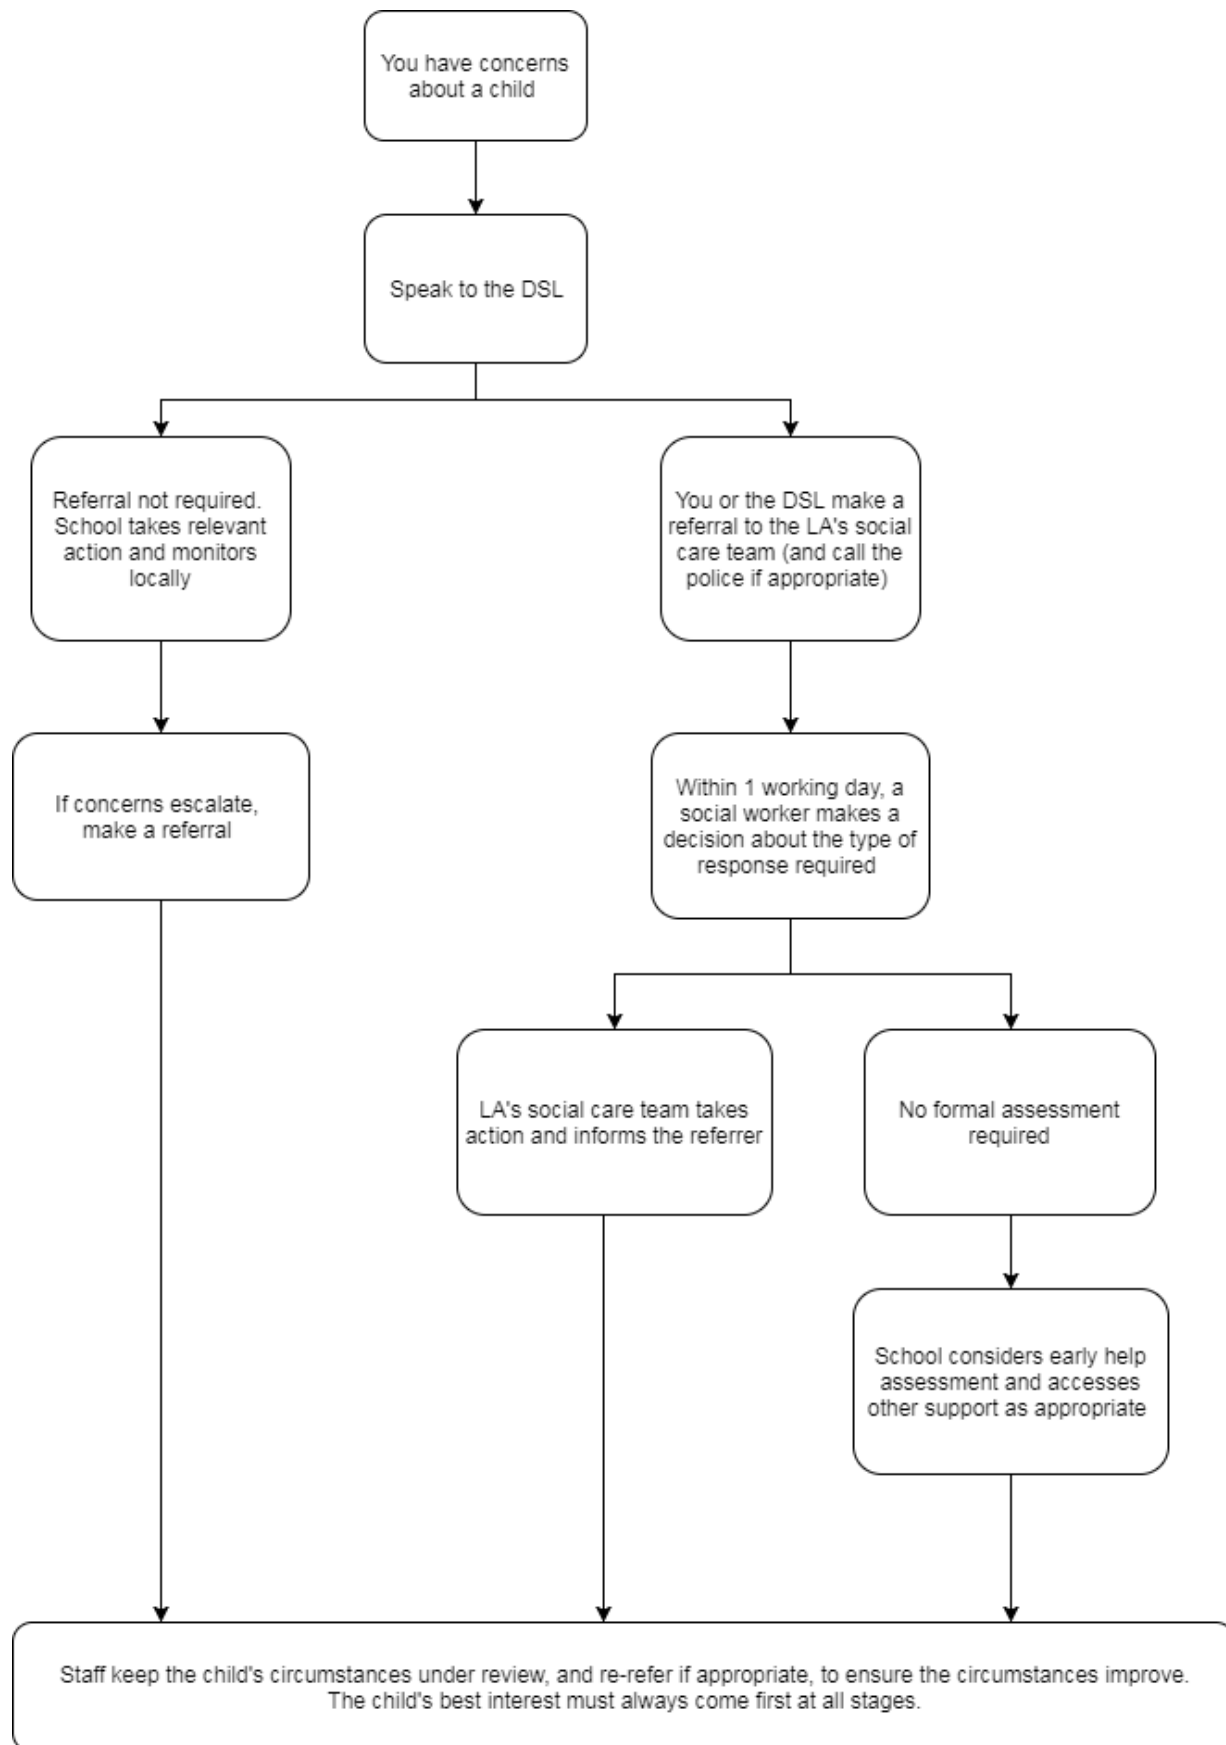 You have concerns
about a child
Speak to the DSL
Referral not required.
School takes relevant
action and monitors
locally
You or the DSL make a
referral to the LA's social
care team (and call the
police if appropriate)
If concerns escalate,
make a referral
Within 1 working day, a
social worker makes a
decision about the type of
response required
LA's social care team takes
action and informs the referrer
No formal assessment
required
School considers early help
assessment and accesses
other support as appropriate
Staff keep the child's circumstances under review, and re-refer if appropriate, to ensure the circumstances improve.
The child's best interest must always come first at all stages.